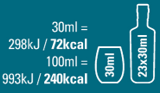 30ml =
298kJ / 72kcal
100ml =
993kJ / 240kcal
30ml
23x30ml